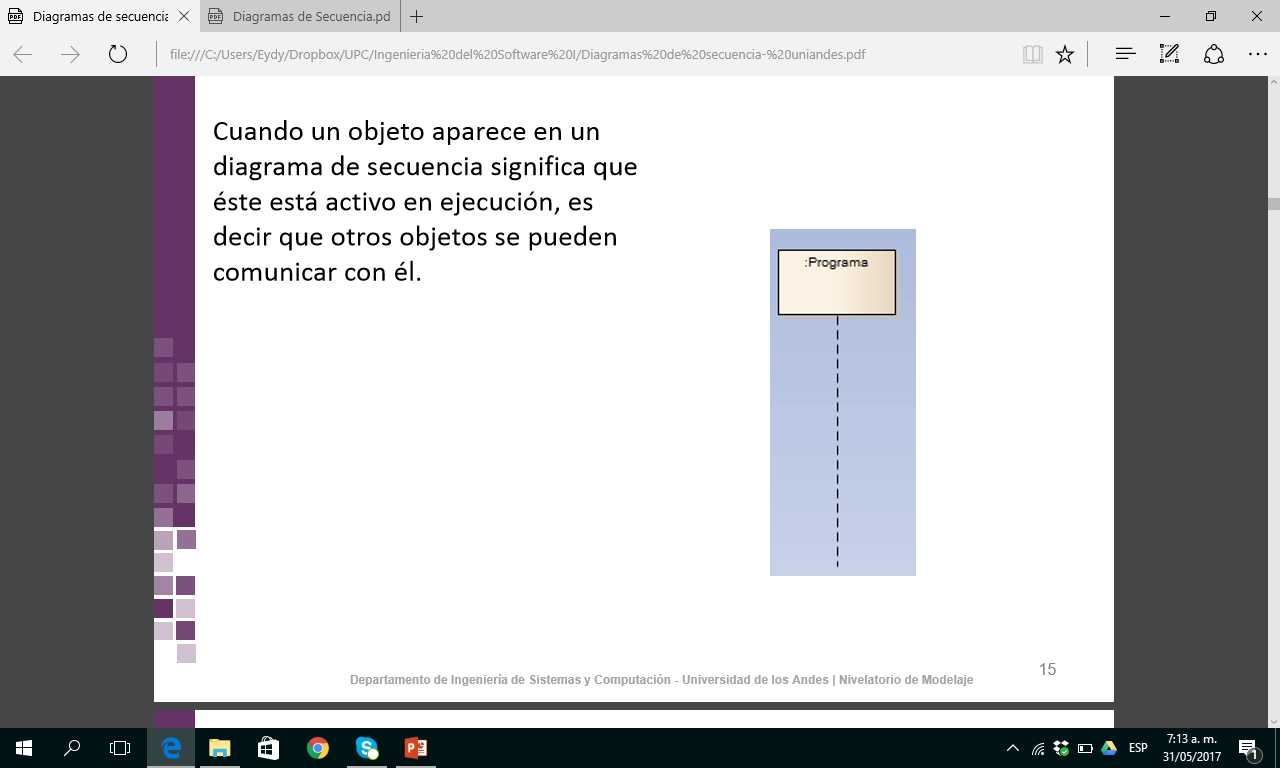 Diagramas de secuencia
Diagramas de Secuencia.pd
file:///C:/Users/Eydy/Dropbox/UPC/Ingenieria%20del%20Software%20I/Diagramas%20de%20secuencia-%20uniandes.pdf
Cuando un objeto aparece en un
diagrama de secuencia significa que
éste está activo en ejecución, es
decir que otros objetos se pueden
comunicar con él.
:Programa
15
Departamento de Ingeniería de Sistemas y Computación - Universidad de los Andes | Nivelatorio de Modelaje
ESP
7:13 a. m.
31/05/2017
1